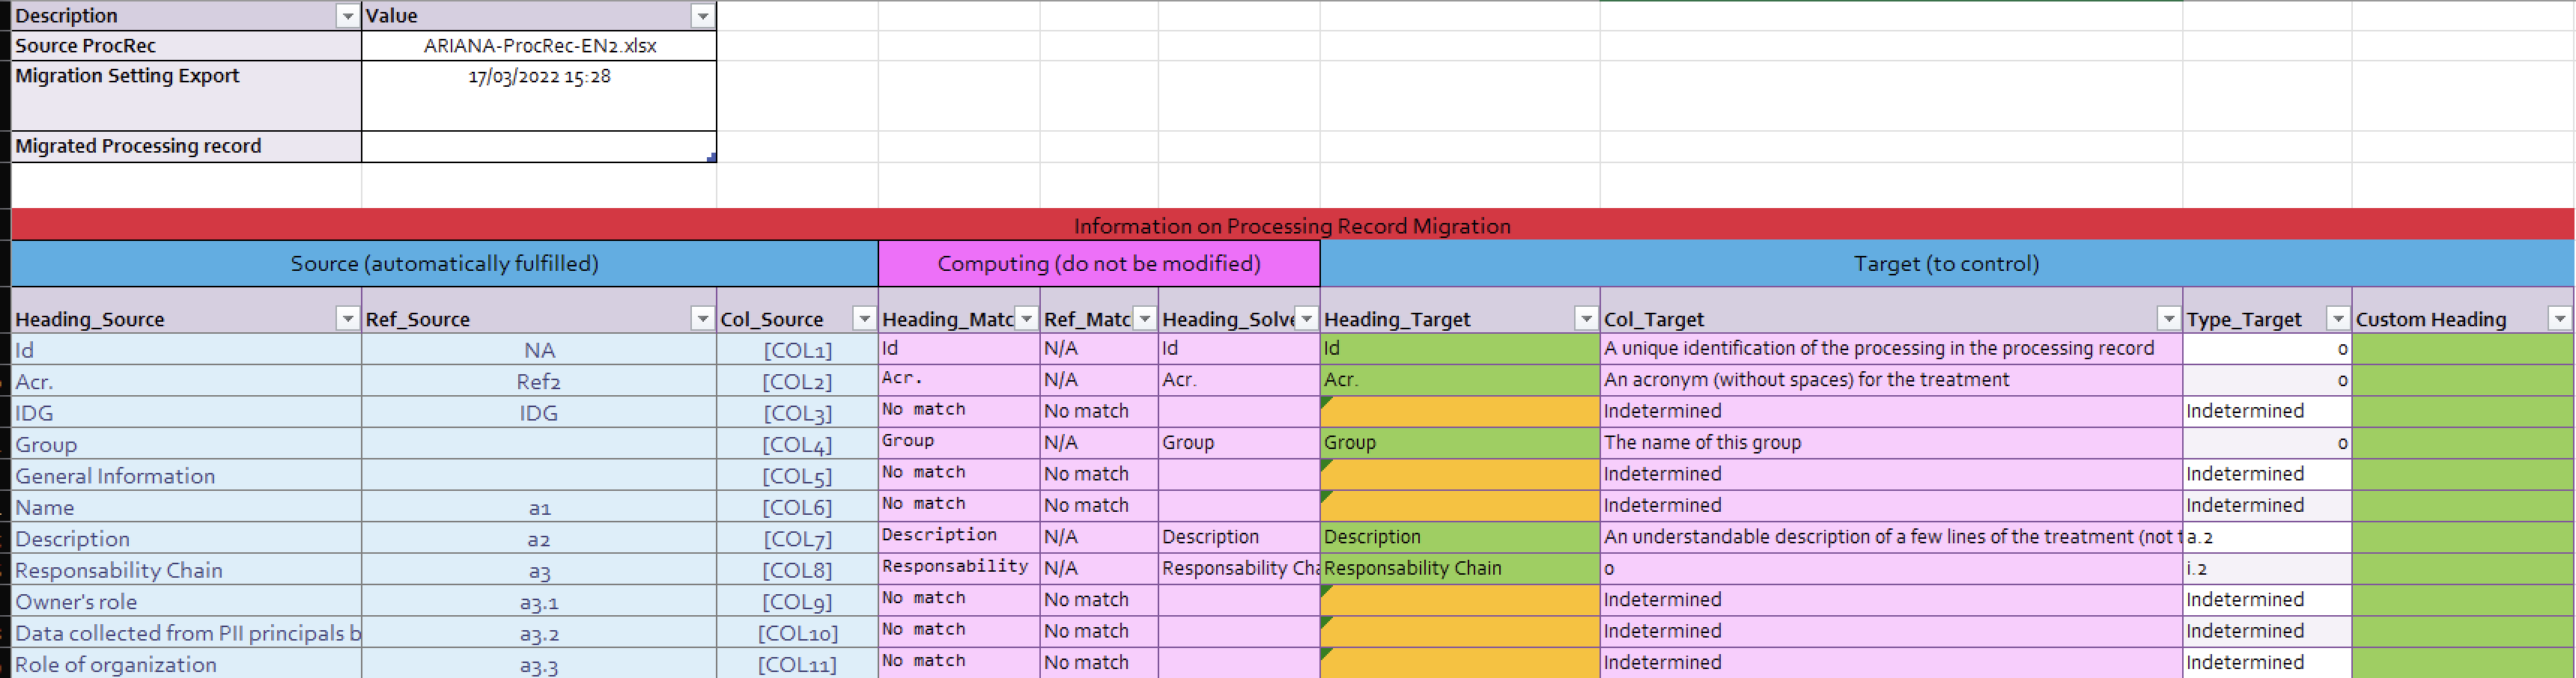 Description Value
Source ProcRec ARIANA-ProcRec-EN2.xlsx
Migration Setting Export 17/03/2022 15:28
Migrated Processing record
Information on Processing Record Migration
Source (automatically fulfilled) Computing (do not be modified) Target (to control)
Heading_Source Ref_Source Col_Source Heading_Matc Ref_Matc Heading_Solve Heading_Target Col_Target Type_Target Custom Heading
Id NA [COL1] Id N/A Id Id A unique identification of the processing in the processing record 0
Acr. Ref2 [COL2] Acr. N/A Acr. Acr. An acronym (without spaces) for the treatment 0
IDG IDG [COL3] No match No match Indetermined Indetermined
Group [COL4] Group N/A Group Group The name of this group 0
General Information [COL5] No match No match Indetermined Indetermined
Name a1 [COL6] No match No match Indetermined Indetermined
Description a2 [COL7] Description N/A Description Description An understandable description of a few lines of the treatment (not t a.2
Responsability Chain a3 [COL8] Responsability N/A Responsability Cha Responsability Chain 0 i.2
Owner's role a3.1 [COL9] No match No match Indetermined Indetermined
Data collected from PII principals b a3.2 [COL10] No match No match Indetermined Indetermined
Role of organization a3.3 [COL11] No match No match Indetermined Indetermined